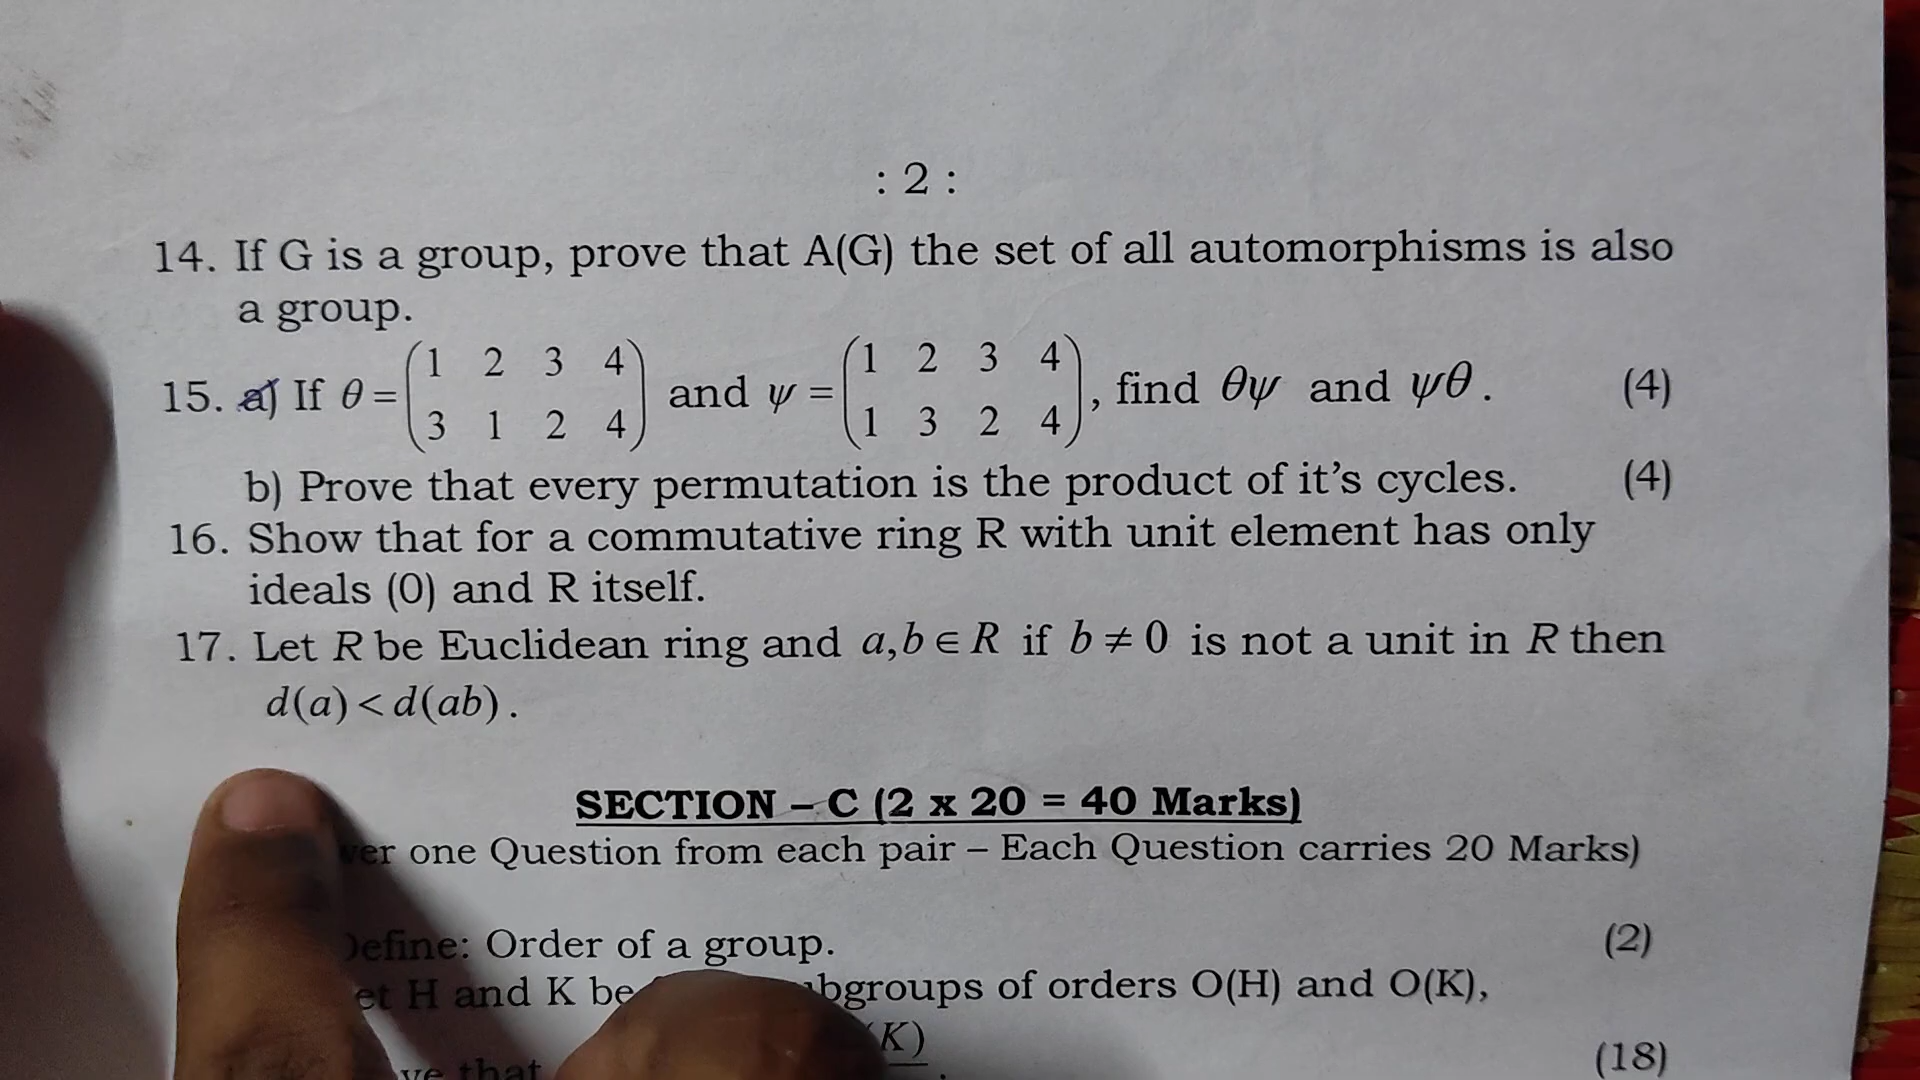 : 2 :
14. If G is a group, prove that A(G) the set of all automorphisms is also
a group.
15. a) If θ = (1 2 3 4 / 3 1 2 4) and ψ = (1 2 3 4 / 1 3 2 4), find θψ and ψθ. (4)
b) Prove that every permutation is the product of it's cycles. (4)
16. Show that for a commutative ring R with unit element has only
ideals (0) and R itself.
17. Let R be Euclidean ring and a,b ∈ R if b ≠ 0 is not a unit in R then
d(a) < d(ab).
SECTION – C (2 x 20 = 40 Marks)
one Question from each pair – Each Question carries 20 Marks)
Define: Order of a group. (2)
H and K be of orders O(H) and O(K),
K)
that . (18)